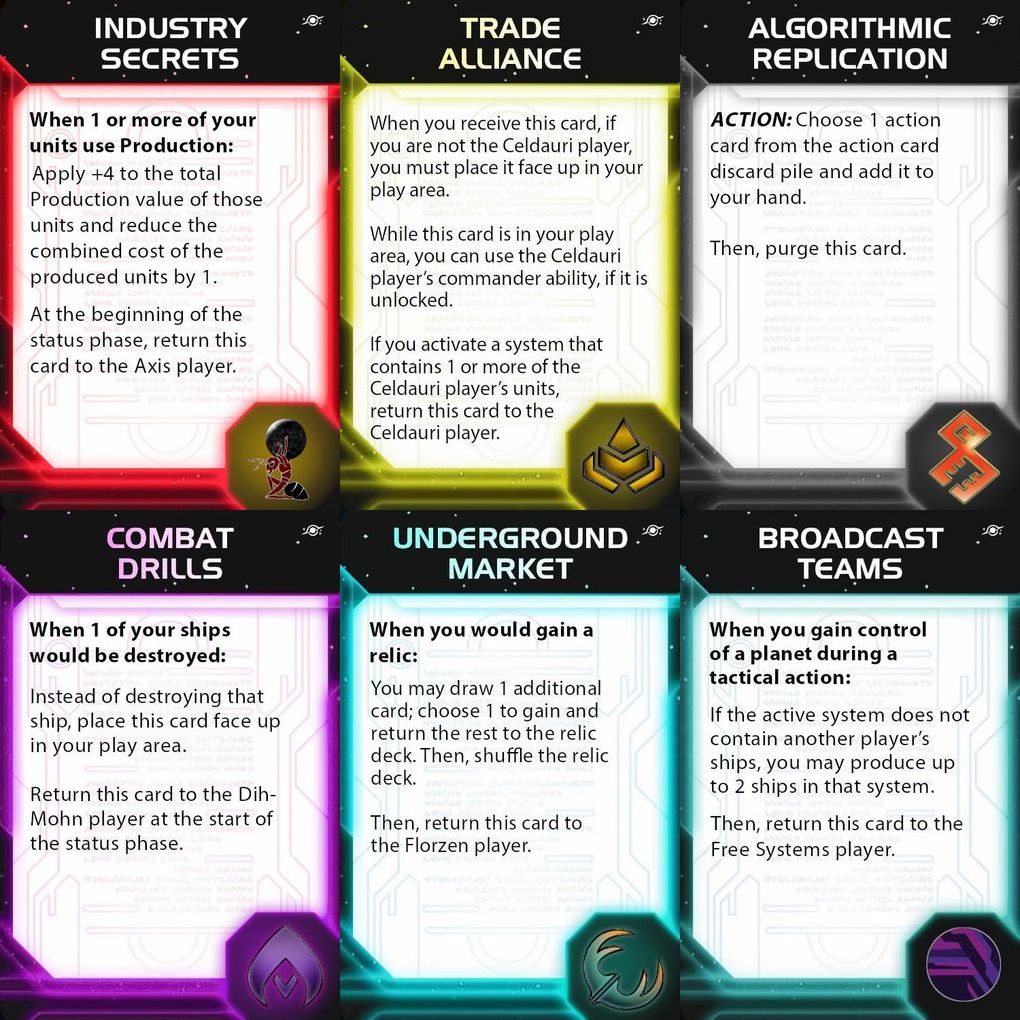 INDUSTRY
SECRETS
When 1 or more of your
units use Production:
Apply +4 to the total
Production value of those
units and reduce the
combined cost of the
produced units by 1.
At the beginning of the
status phase, return this
card to the Axis player.
TRADE
ALLIANCE
When you receive this card, if
you are not the Celdauri player,
you must place it face up in your
play area.
While this card is in your play
area, you can use the Celdauri
player's commander ability, if it is
unlocked.
If you activate a system that
contains 1 or more of the
Celdauri player's units,
return this card to the
Celdauri player.
ALGORITHMIC
REPLICATION
ACTION: Choose 1 action
card from the action card
discard pile and add it to
your hand.
Then, purge this card.
COMBAT
DRILLS
When 1 of your ships
would be destroyed:
Instead of destroying that
ship, place this card face up
in your play area.
Return this card to the Dih-
Mohn player at the start of
the status phase.
UNDERGROUND
MARKET
When you would gain a
relic:
You may draw 1 additional
card; choose 1 to gain and
return the rest to the relic
deck. Then, shuffle the relic
deck.
Then, return this card to
the Florzen player.
BROADCAST
TEAMS
When you gain control
of a planet during a
tactical action:
If the active system does not
contain another player's
ships, you may produce up
to 2 ships in that system.
Then, return this card to the
Free Systems player.